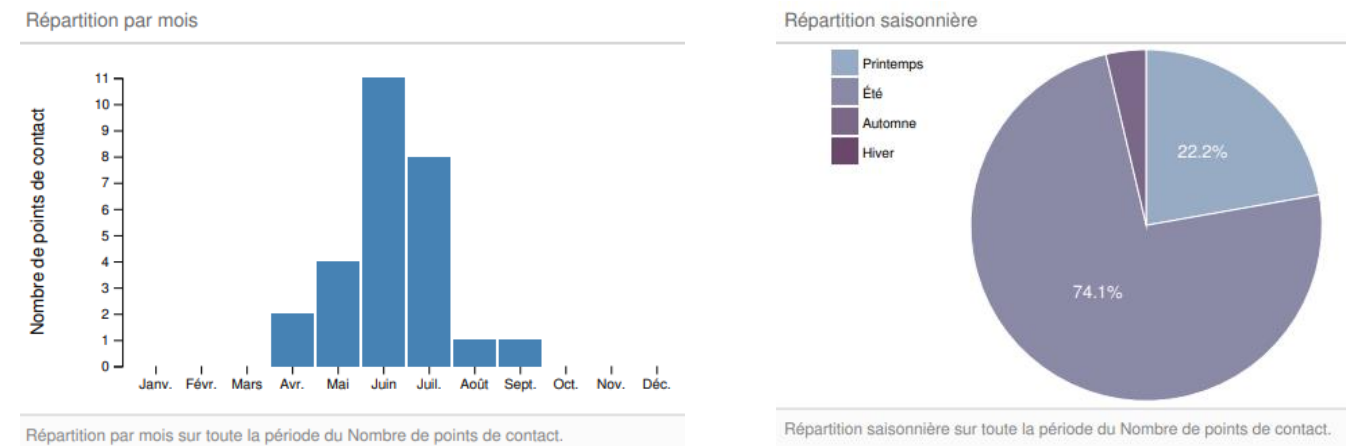 Répartition par mois
Nombre de points de contact
11
10
9
8
7
6
5
4
3
2
1
0
Janv. Févr. Mars Avr. Mai Juin Juil. Août Sept. Oct. Nov. Déc.
Répartition par mois sur toute la période du Nombre de points de contact.
Répartition saisonnière
Printemps
Été
Automne
Hiver
22.2%
74.1%
Répartition saisonnière sur toute la période du Nombre de points de contact.